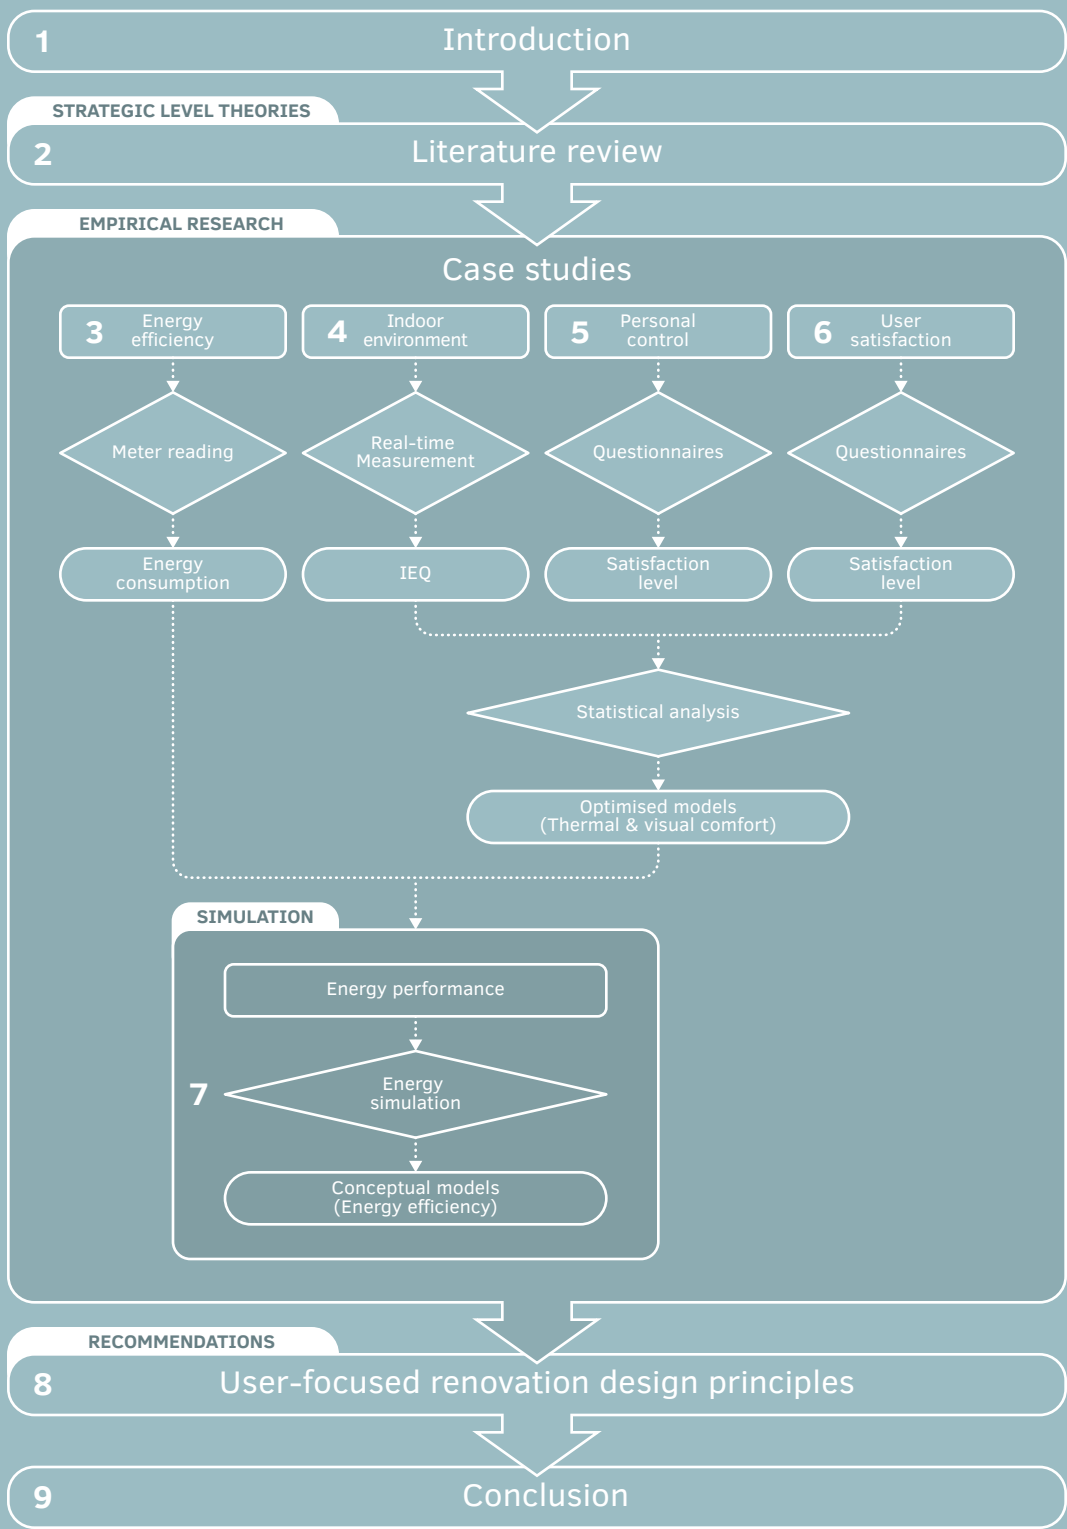 1
Introduction
STRATEGIC LEVEL THEORIES
2
Literature review
EMPIRICAL RESEARCH
Case studies
3
Energy
efficiency
4
Indoor
environment
5
Personal
control
6
User
satisfaction
Meter reading
Real-time
Measurement
Questionnaires
Questionnaires
Energy
consumption
IEQ
Satisfaction
level
Satisfaction
level
Statistical analysis
Optimised models
(Thermal & visual comfort)
SIMULATION
Energy performance
7
Energy
simulation
Conceptual models
(Energy efficiency)
RECOMMENDATIONS
8
User-focused renovation design principles
9
Conclusion